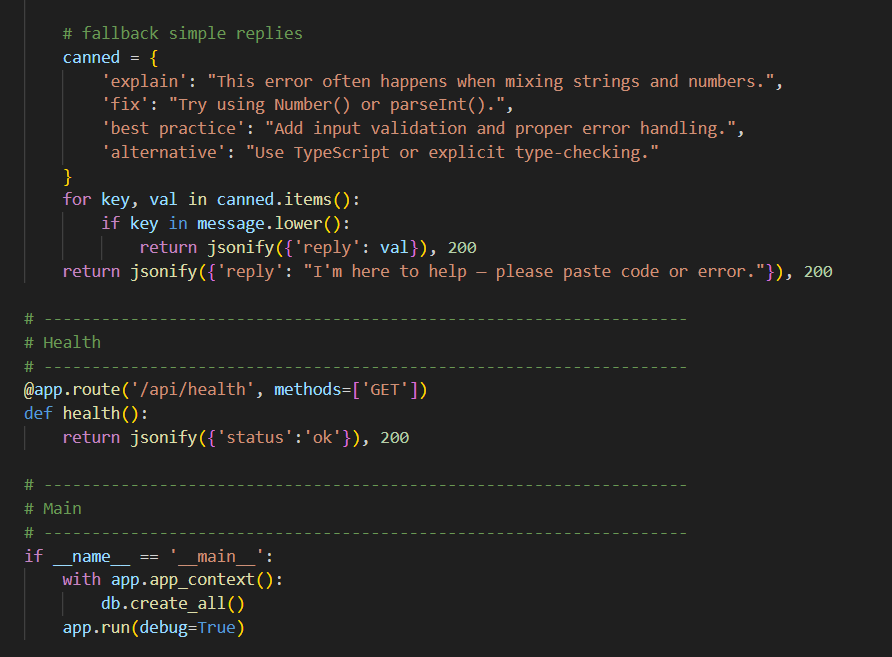 # fallback simple replies
canned = {
'explain': "This error often happens when mixing strings and numbers.",
'fix': "Try using Number() or parseInt().",
'best practice': "Add input validation and proper error handling.",
'alternative': "Use TypeScript or explicit type-checking."
}
for key, val in canned.items():
if key in message.lower():
return jsonify({'reply': val}), 200
return jsonify({'reply': "I'm here to help — please paste code or error."}), 200
# -------------------------------------------------------------------
# Health
# -------------------------------------------------------------------
@app.route('/api/health', methods=['GET'])
def health():
return jsonify({'status':'ok'}), 200
# -------------------------------------------------------------------
# Main
# -------------------------------------------------------------------
if __name__ == '__main__':
with app.app_context():
db.create_all()
app.run(debug=True)